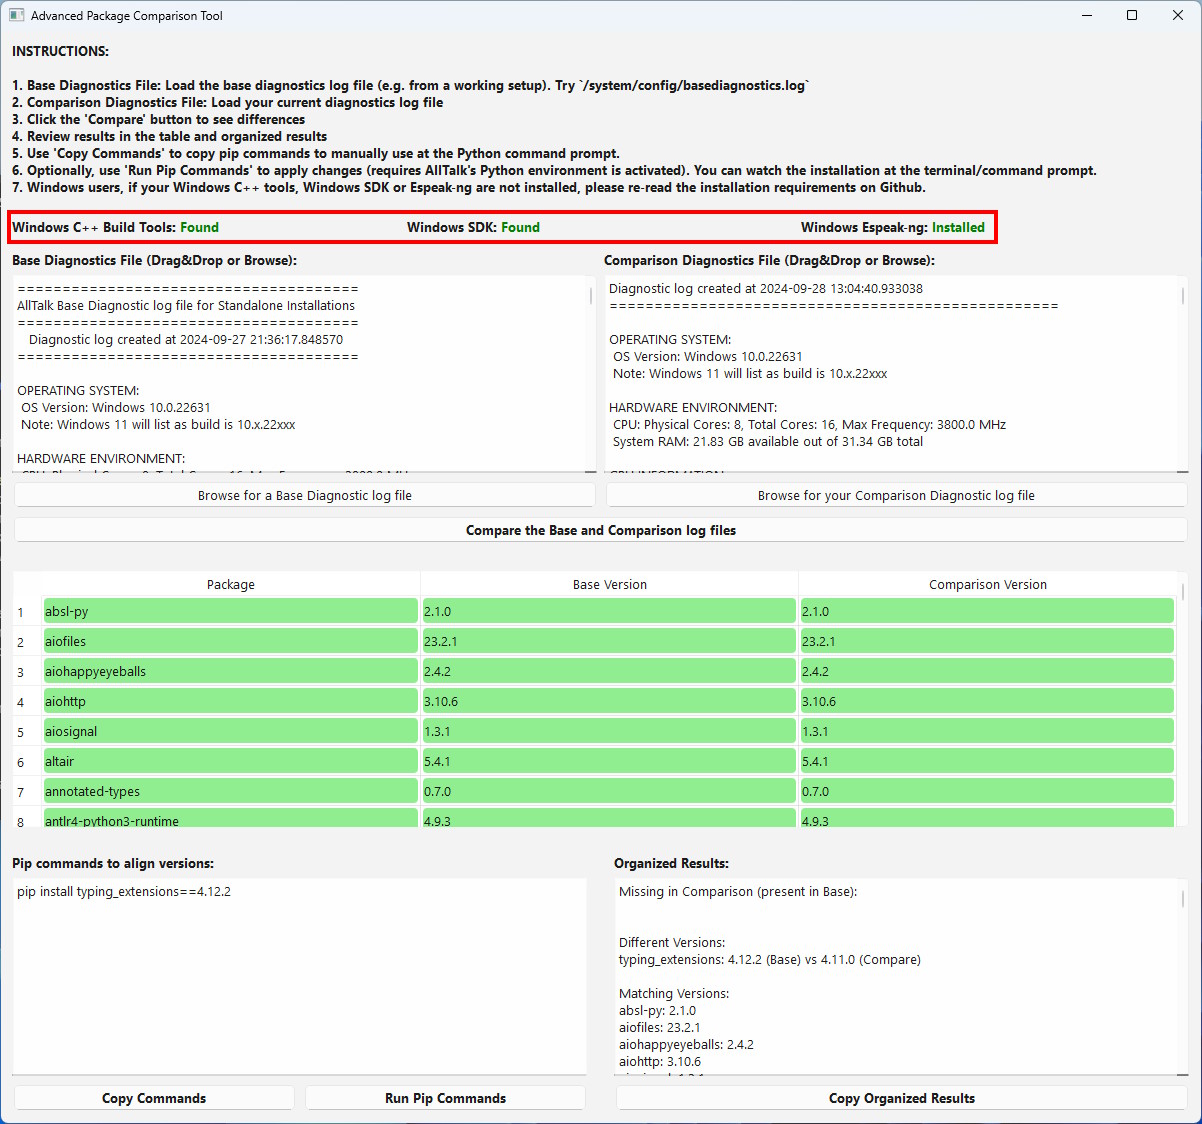 Advanced Package Comparison Tool
INSTRUCTIONS:
1. Base Diagnostics File: Load the base diagnostics log file (e.g. from a working setup). Try `/system/config/basediagnostics.log`
2. Comparison Diagnostics File: Load your current diagnostics log file
3. Click the 'Compare' button to see differences
4. Review results in the table and organized results
5. Use 'Copy Commands' to copy pip commands to manually use at the Python command prompt.
6. Optionally, use 'Run Pip Commands' to apply changes (requires AllTalk's Python environment is activated). You can watch the installation at the terminal/command prompt.
7. Windows users, if your Windows C++ tools, Windows SDK or Espeak-ng are not installed, please re-read the installation requirements on Github.
Windows C++ Build Tools: Found Windows SDK: Found Windows Espeak-ng: Installed
Base Diagnostics File (Drag&Drop or Browse):
=====================================
AllTalk Base Diagnostic log file for Standalone Installations
=====================================
Diagnostic log created at 2024-09-27 21:36:17.848570
=====================================
OPERATING SYSTEM:
OS Version: Windows 10.0.22631
Note: Windows 11 will list as build is 10.x.22xxx
HARDWARE ENVIRONMENT:
CPU: Physical Cores: 8, Total Cores: 16, Max Frequency: 3800.0 MHz
Browse for a Base Diagnostic log file
Comparison Diagnostics File (Drag&Drop or Browse):
Diagnostic log created at 2024-09-28 13:04:40.933038
=================================================
OPERATING SYSTEM:
OS Version: Windows 10.0.22631
Note: Windows 11 will list as build is 10.x.22xxx
HARDWARE ENVIRONMENT:
CPU: Physical Cores: 8, Total Cores: 16, Max Frequency: 3800.0 MHz
System RAM: 21.83 GB available out of 31.34 GB total
Browse for your Comparison Diagnostic log file
Compare the Base and Comparison log files
Package Base Version Comparison Version
1 absl-py 2.1.0 2.1.0
2 aiofiles 23.2.1 23.2.1
3 aiohappyeyeballs 2.4.2 2.4.2
4 aiohttp 3.10.6 3.10.6
5 aiosignal 1.3.1 1.3.1
6 altair 5.4.1 5.4.1
7 annotated-types 0.7.0 0.7.0
8 antlr4-python3-runtime 4.9.3 4.9.3
Pip commands to align versions:
pip install typing_extensions==4.12.2
Copy Commands
Run Pip Commands
Organized Results:
Missing in Comparison (present in Base):
Different Versions:
typing_extensions: 4.12.2 (Base) vs 4.11.0 (Compare)
Matching Versions:
absl-py: 2.1.0
aiofiles: 23.2.1
aiohappyeyeballs: 2.4.2
aiohttp: 3.10.6
Copy Organized Results